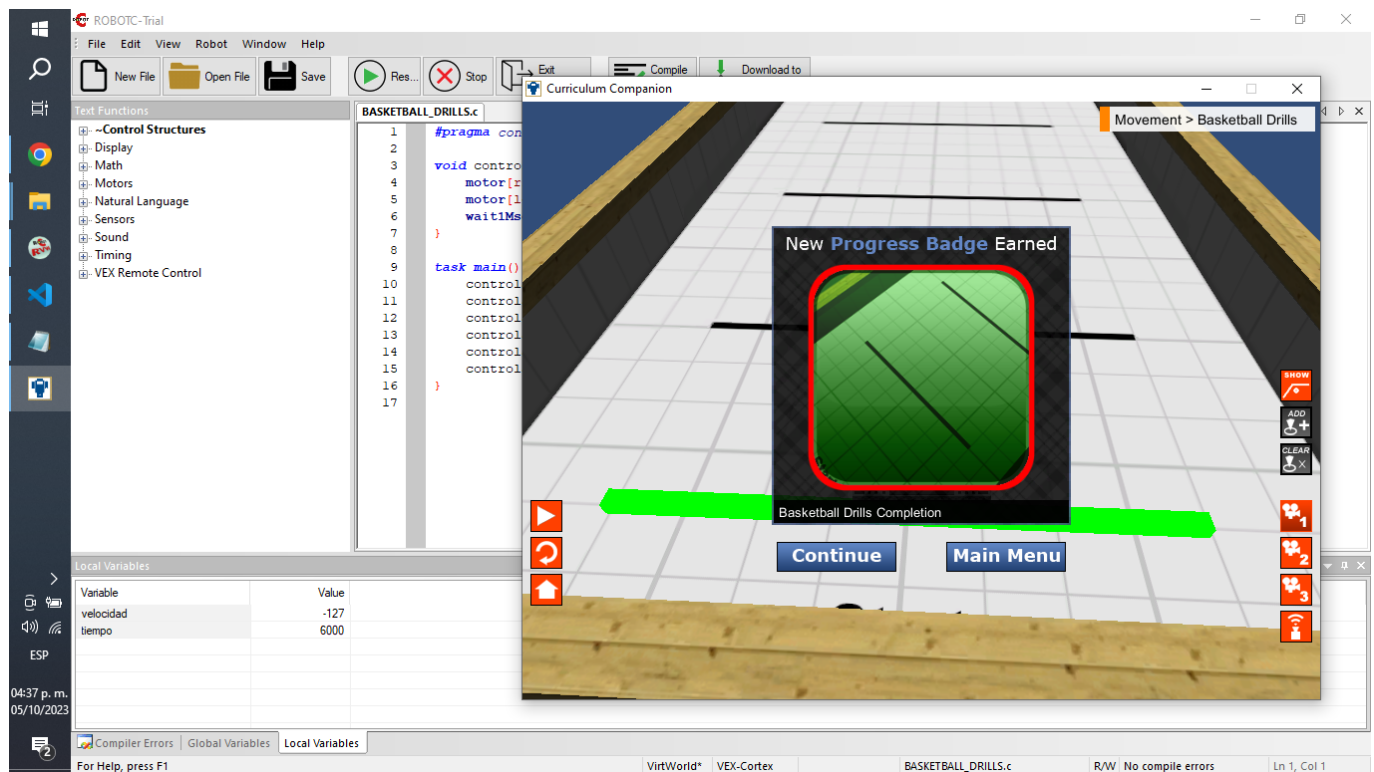 ROBOTC-Trial
File Edit View Robot Window Help
New File Open File Save Res... Stop Exit Compile Download to
Curriculum Companion
Text Functions
BASKETBALL_DRILLS.c
Movement > Basketball Drills
~Control Structures
Display
Math
Motors
Natural Language
Sensors
Sound
Timing
VEX Remote Control
1 #pragma con
2
3 void contro
4 motor[r
5 motor[l
6 wait1Ms
7 }
8
9 task main()
10 control
11 control
12 control
13 control
14 control
15 control
16 }
17
New Progress Badge Earned
Basketball Drills Completion
Continue Main Menu
SHOW
ADD
CLEAR
1
2
3
Local Variables
Variable Value
velocidad -127
tiempo 6000
ESP
04:37 p. m.
05/10/2023
2
Compiler Errors Global Variables Local Variables
For Help, press F1 VirtWorld* VEX-Cortex BASKETBALL_DRILLS.c R/W No compile errors Ln 1, Col 1